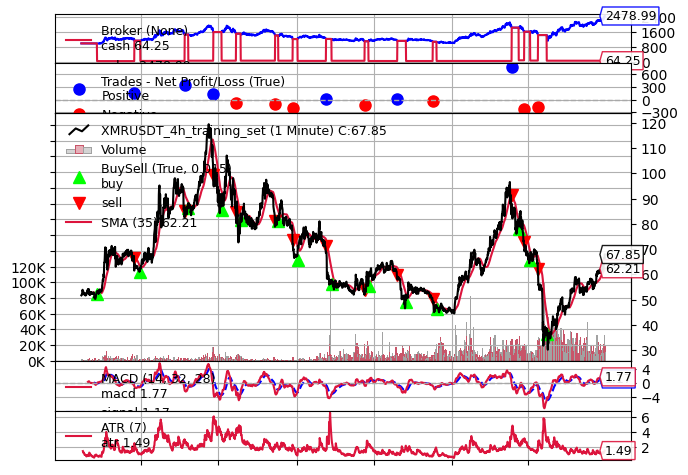 Broker (None)
cash 64.25
2478.99
1600
800
0
64.25
Trades - Net Profit/Loss (True)
Positive
Negative
600
300
0
−300
XMRUSDT_4h_training_set (1 Minute) C:67.85
Volume
BuySell (True, 0.015
buy
sell
SMA (35) 62.21
120
110
100
90
80
70
67.85
62.21
60
50
40
30
120K
100K
80K
60K
40K
20K
0K
MACD (14, 32, 28)
macd 1.77
signal 1.17
4
1.77
0
−4
ATR (7)
atr 1.49
6
4
2
1.49